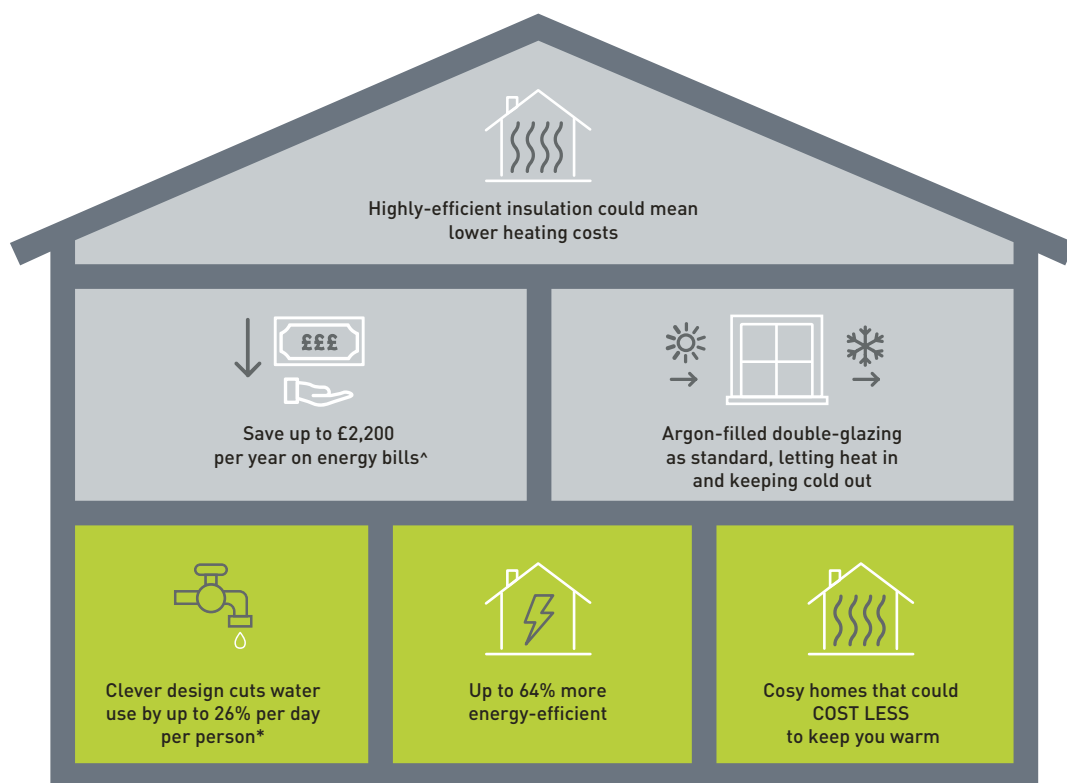 Highly-efficient insulation could mean
lower heating costs
£££
Save up to £2,200
per year on energy bills^
Argon-filled double-glazing
as standard, letting heat in
and keeping cold out
Clever design cuts water
use by up to 26% per day
per person*
Up to 64% more
energy-efficient
Cosy homes that could
COST LESS
to keep you warm